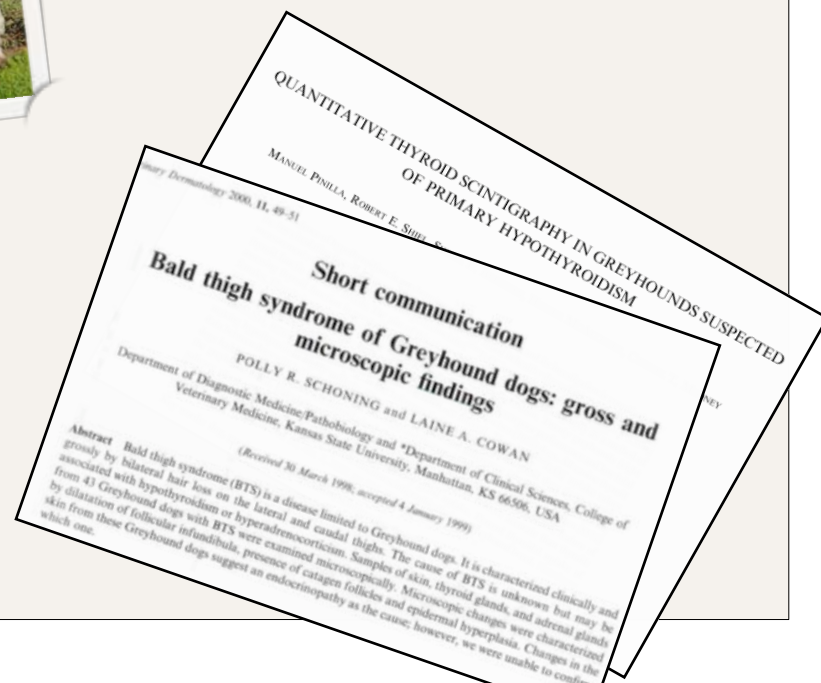 QUANTITATIVE THYROID SCINTIGRAPHY IN GREYHOUNDS SUSPECTED
OF PRIMARY HYPOTHYROIDISM
MANUEL PINILLA, ROBERT E. SHIEL,
NEY
Dermatology 2000, 11, 49–51
Short communication
Bald thigh syndrome of Greyhound dogs: gross and
microscopic findings
POLLY R. SCHONING and LAINE A. COWAN
Department of Diagnostic Medicine/Pathobiology and *Department of Clinical Sciences, College of
Veterinary Medicine, Kansas State University, Manhattan, KS 66506, USA
(Received 30 March 1998; accepted 4 January 1999)
Abstract Bald thigh syndrome (BTS) is a disease limited to Greyhound dogs. It is characterized clinically and
grossly by bilateral hair loss on the lateral and caudal thighs. The cause of BTS is unknown but may be
associated with hypothyroidism or hyperadrenocorticism. Samples of skin, thyroid glands, and adrenal glands
from 43 Greyhound dogs with BTS were examined microscopically. Microscopic changes were characterized
by dilatation of follicular infundibula, presence of catagen follicles and epidermal hyperplasia. Changes in the
skin from these Greyhound dogs suggest an endocrinopathy as the cause; however, we were unable to confirm
which one.